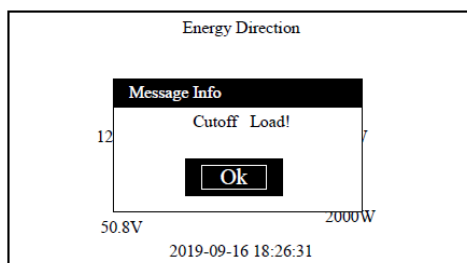 Energy Direction
Message Info
Cutoff Load!
Ok
50.8V
2000W
2019-09-16 18:26:31